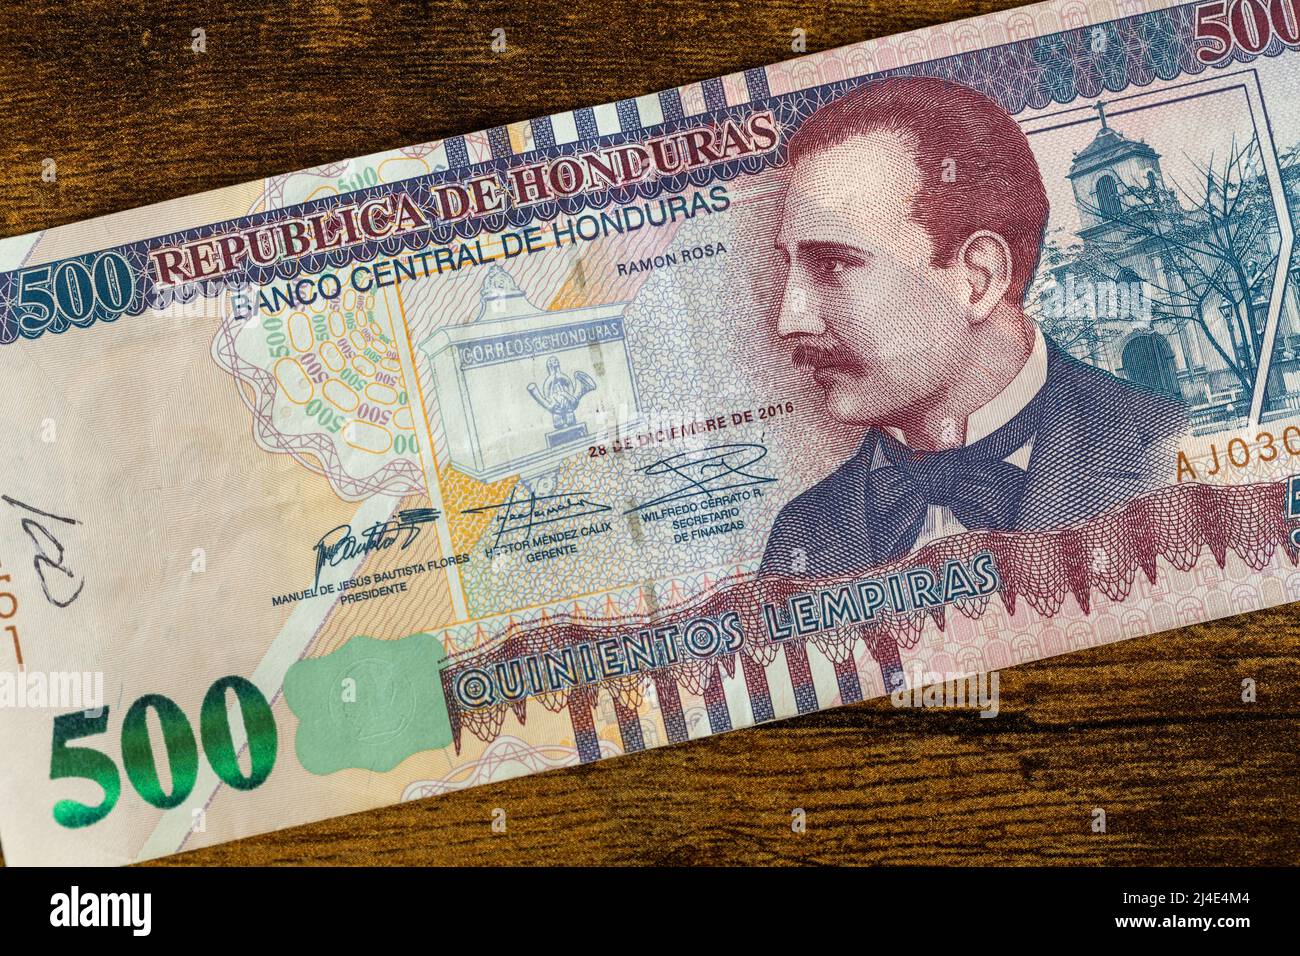 500 REPUBLICA DE HONDURAS 500
BANCO CENTRAL DE HONDURAS
RAMON ROSA
CORREOS de HONDURAS
28 DE DICIEMBRE DE 2016
MANUEL DE JESÚS BAUTISTA FLORES
PRESIDENTE
HÉCTOR MÉNDEZ CÁLIX
GERENTE
WILFREDO CERRATO R.
SECRETARIO
DE FINANZAS
AJ030
QUINIENTOS LEMPIRAS
500
alamy
Image ID: 2J4E4M4
www.alamy.com